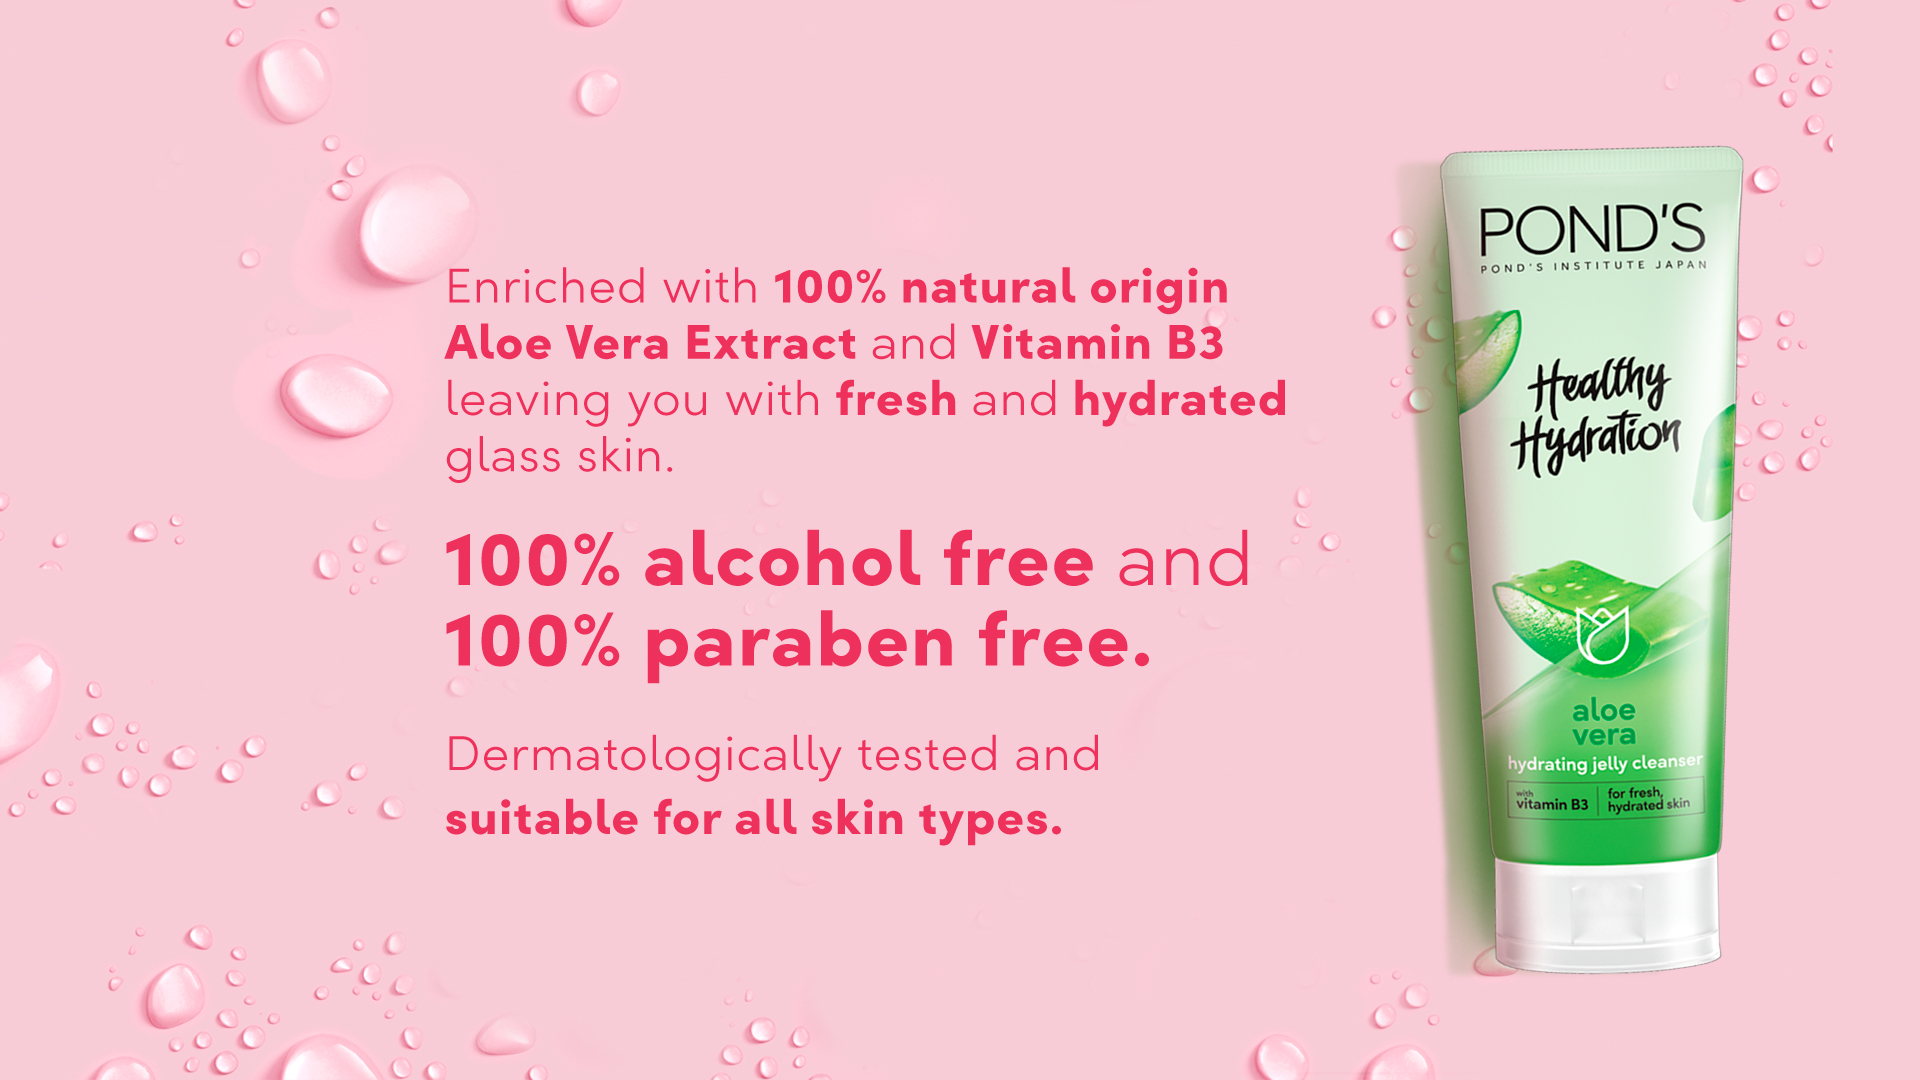 Enriched with 100% natural origin
Aloe Vera Extract and Vitamin B3
leaving you with fresh and hydrated
glass skin.
100% alcohol free and
100% paraben free.
Dermatologically tested and
suitable for all skin types.
POND'S
POND'S INSTITUTE JAPAN
Healthy
Hydration
aloe
vera
hydrating jelly cleanser
with
vitamin B3
for fresh,
hydrated skin